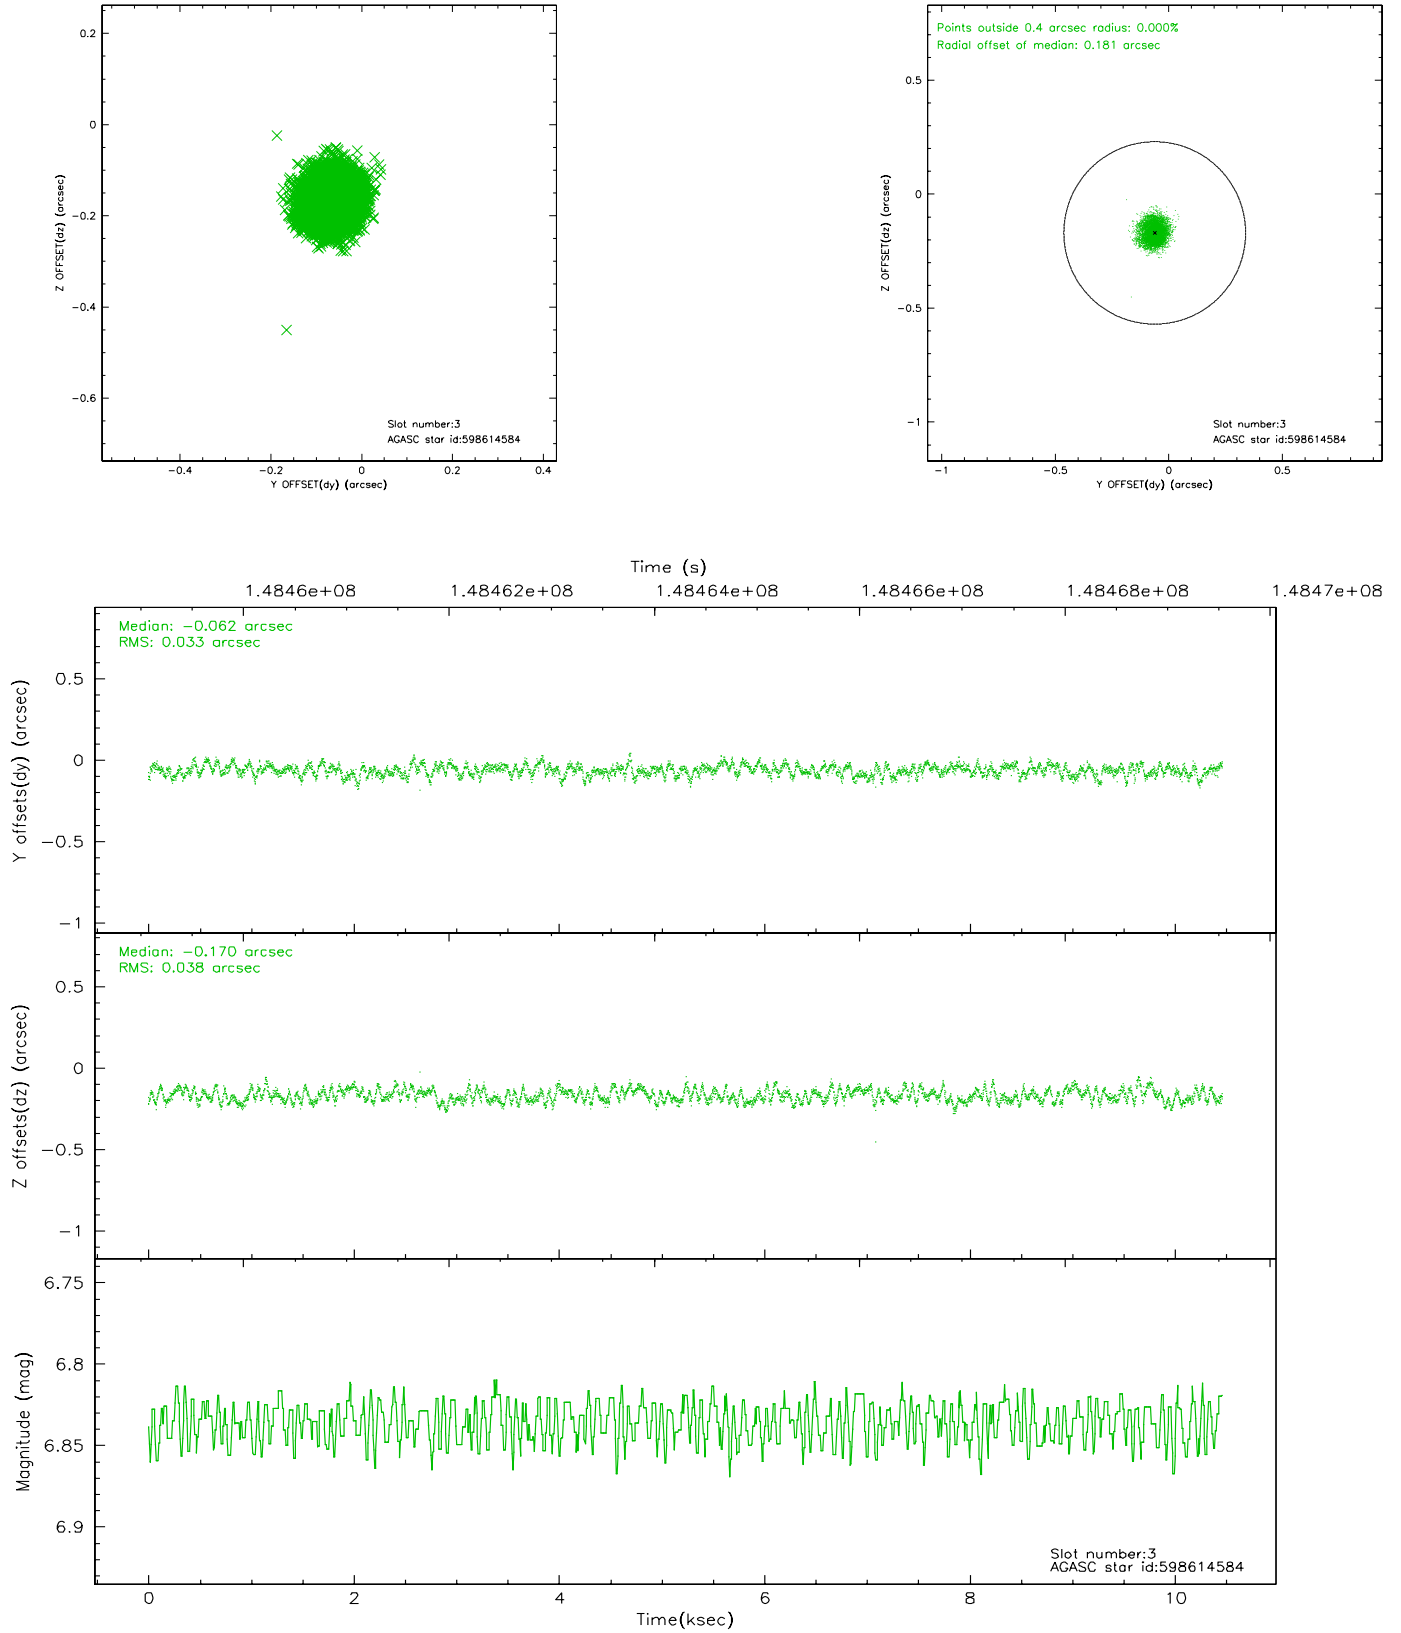 0.2
0
−0.2
−0.4
−0.6
Z OFFSET(dz) (arcsec)
Slot number:3
AGASC star id:598614584
−0.4 −0.2 0 0.2 0.4
Y OFFSET(dy) (arcsec)
Points outside 0.4 arcsec radius: 0.000%
Radial offset of median: 0.181 arcsec
0.5
0
−0.5
−1
Z OFFSET(dz) (arcsec)
Slot number:3
AGASC star id:598614584
−1 −0.5 0 0.5
Y OFFSET(dy) (arcsec)
Time (s)
1.4846e+08 1.48462e+08 1.48464e+08 1.48466e+08 1.48468e+08 1.4847e+08
Median: −0.062 arcsec
RMS: 0.033 arcsec
0.5
0
−0.5
−1
Y offsets(dy) (arcsec)
Median: −0.170 arcsec
RMS: 0.038 arcsec
0.5
0
−0.5
−1
Z offsets(dz) (arcsec)
6.75
6.8
6.85
6.9
Magnitude (mag)
Slot number:3
AGASC star id:598614584
0 2 4 6 8 10
Time(ksec)